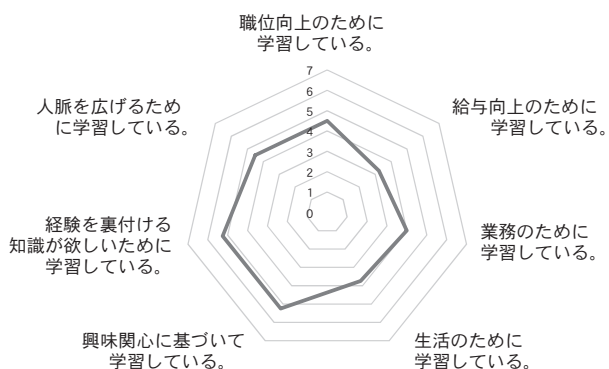 職位向上のために
学習している。
給与向上のために
学習している。
業務のために
学習している。
生活のために
学習している。
興味関心に基づいて
学習している。
経験を裏付ける
知識が欲しいために
学習している。
人脈を広げるため
に学習している。
7
6
5
4
3
2
1
0